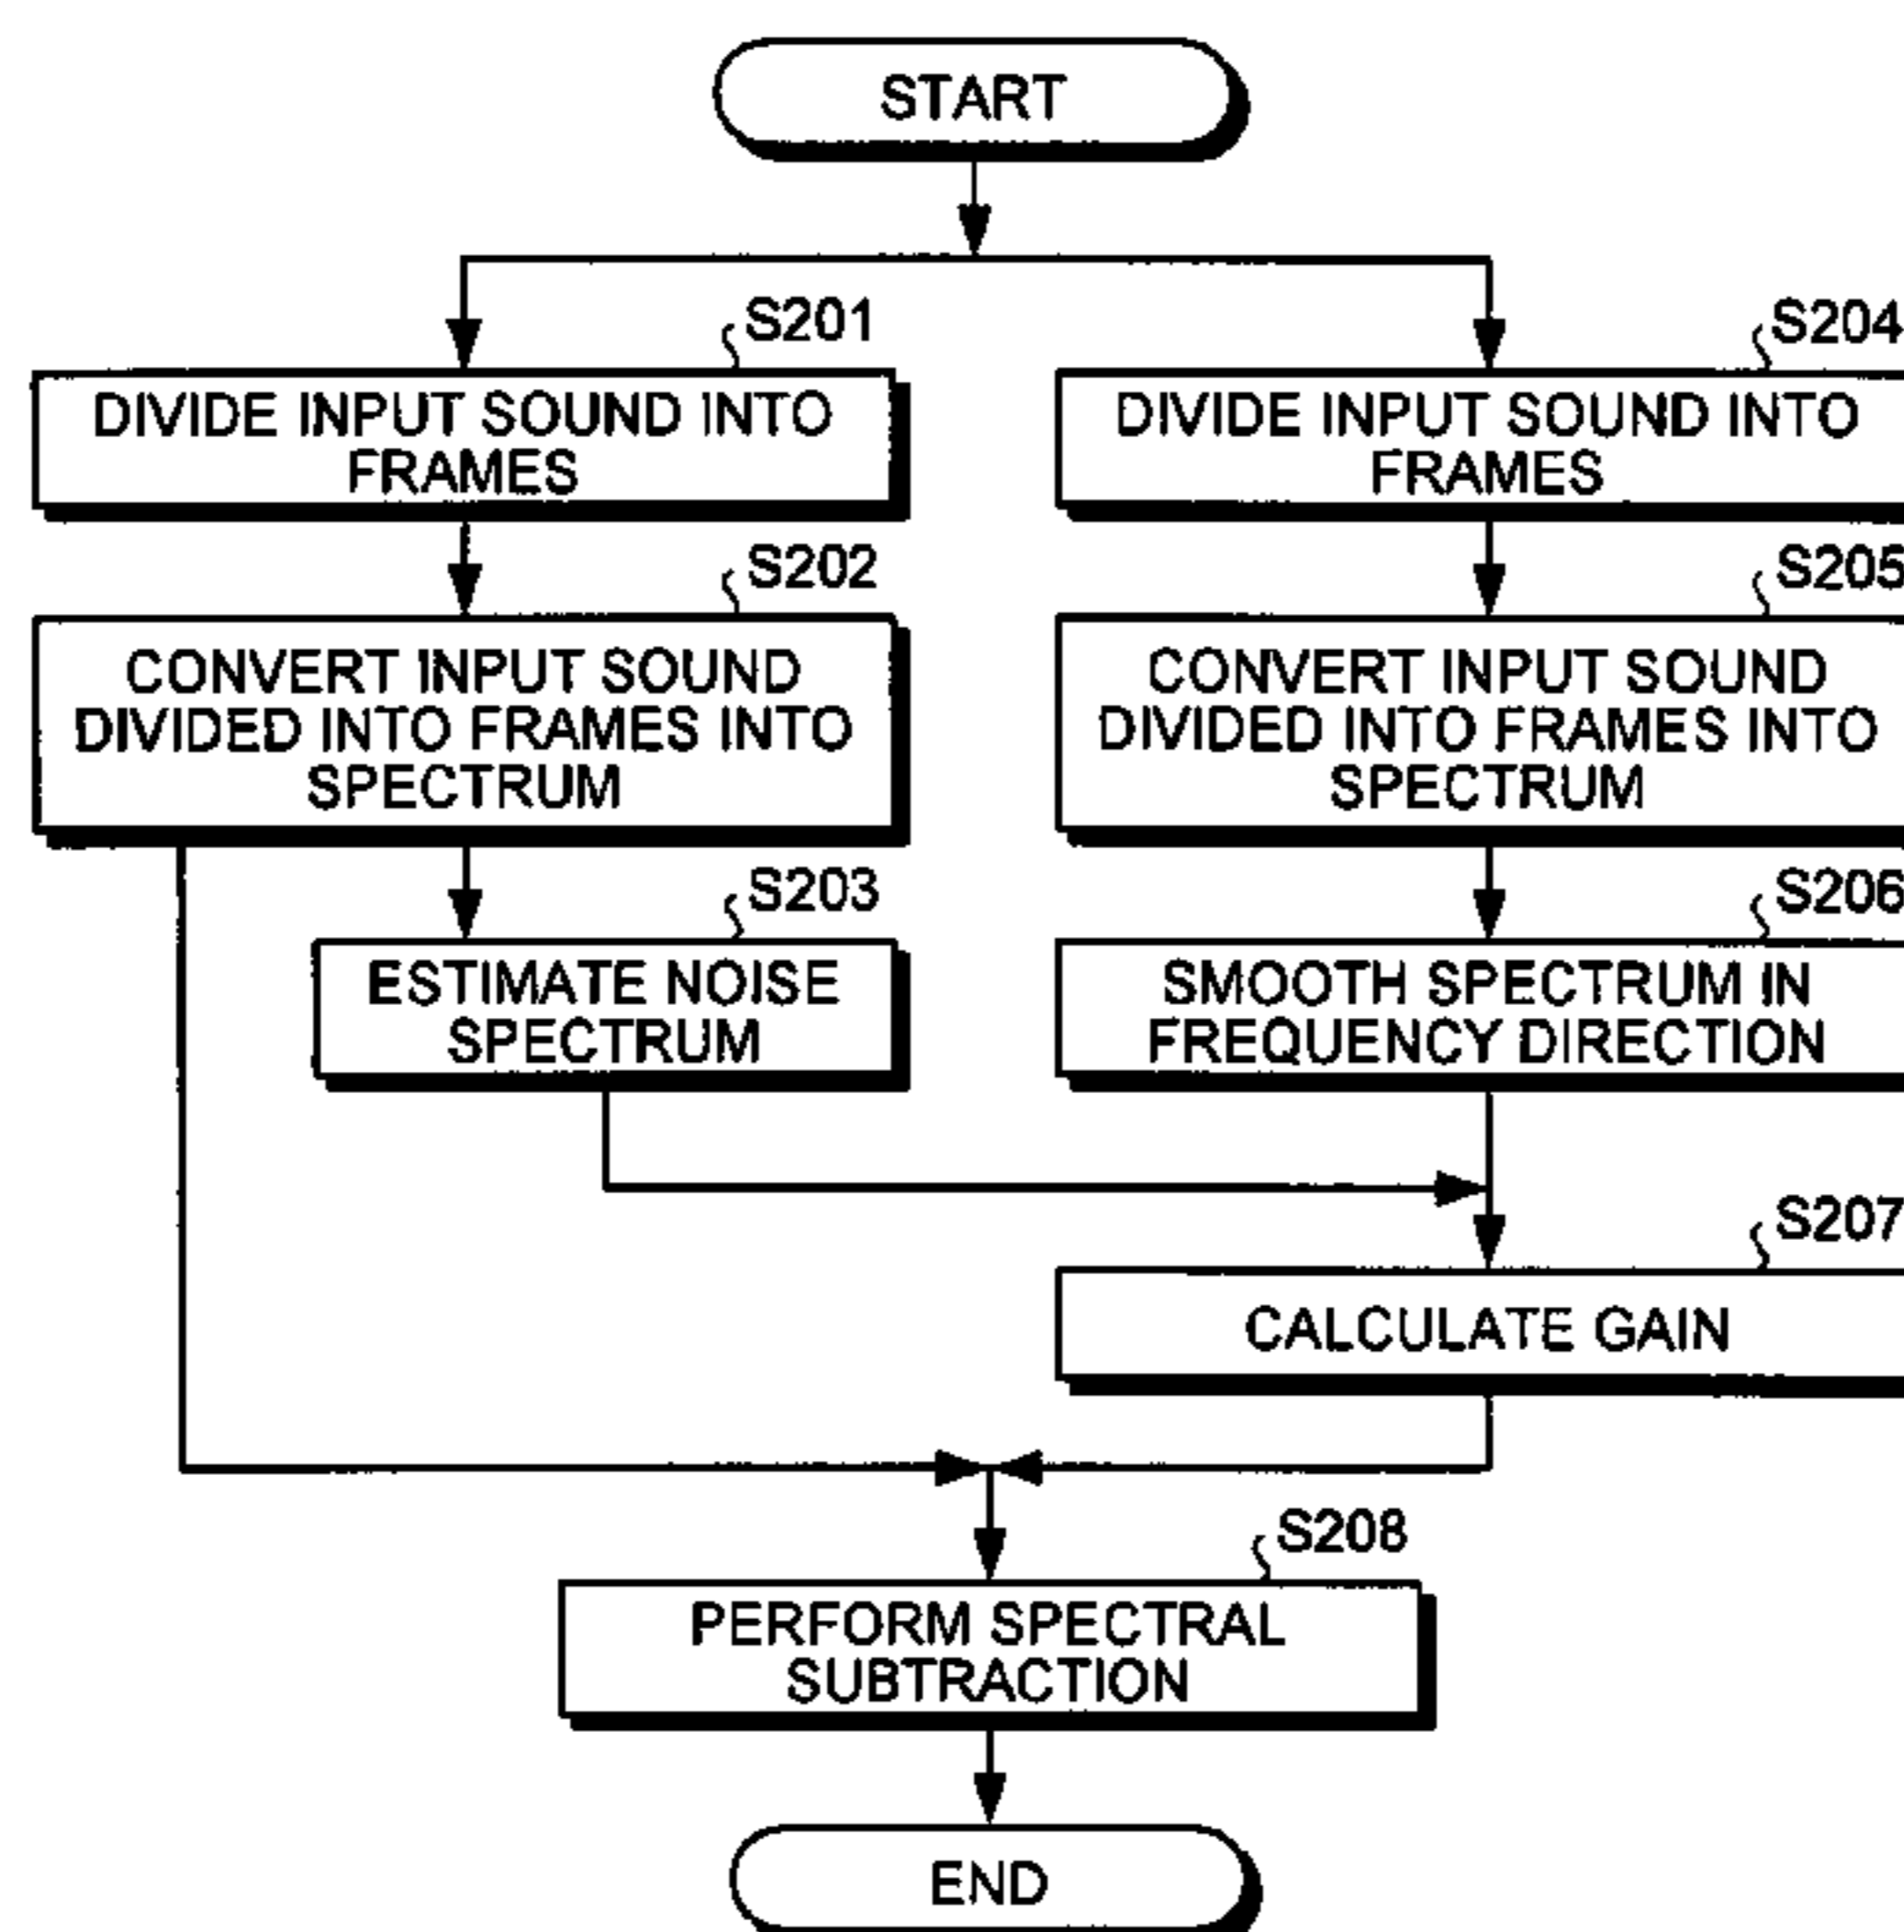 START
S201
DIVIDE INPUT SOUND INTO
FRAMES
S202
CONVERT INPUT SOUND
DIVIDED INTO FRAMES INTO
SPECTRUM
S203
ESTIMATE NOISE
SPECTRUM
S204
DIVIDE INPUT SOUND INTO
FRAMES
S205
CONVERT INPUT SOUND
DIVIDED INTO FRAMES INTO
SPECTRUM
S206
SMOOTH SPECTRUM IN
FREQUENCY DIRECTION
S207
CALCULATE GAIN
S208
PERFORM SPECTRAL
SUBTRACTION
END